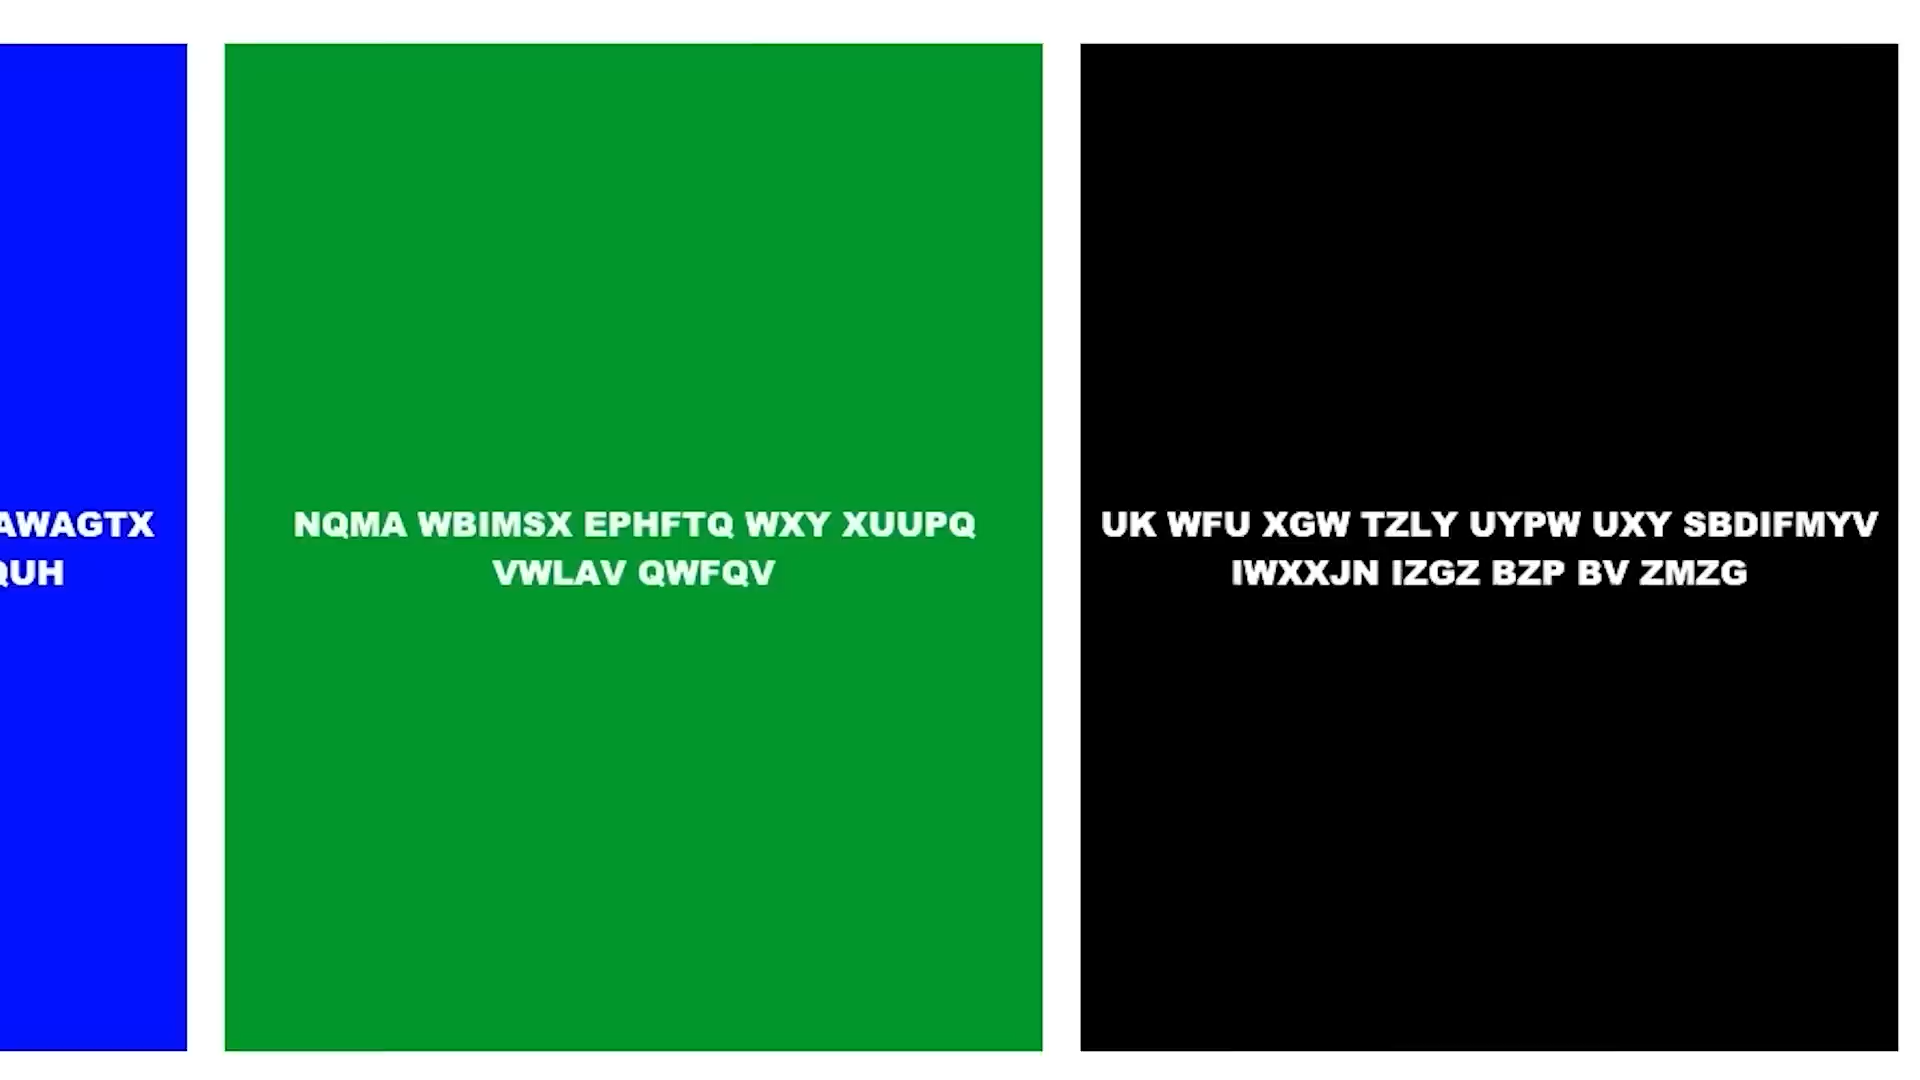 AWAGTX
QUH
NQMA WBIMSX EPHFTQ WXY XUUPQ
VWLAV QWFQV
UK WFU XGW TZLY UYPW UXY SBDIFMYV
IWXXJN IZGZ BZP BV ZMZG